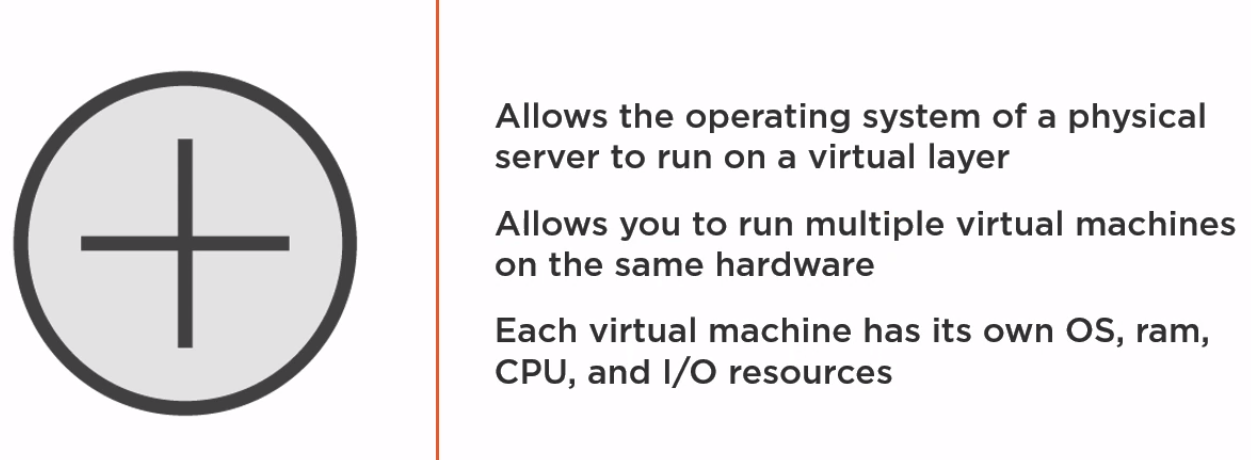 Allows the operating system of a physical
server to run on a virtual layer
Allows you to run multiple virtual machines
on the same hardware
Each virtual machine has its own OS, ram,
CPU, and I/O resources